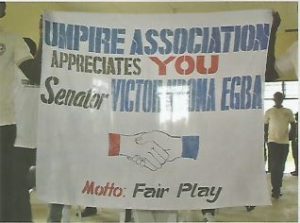 UMPIRE ASSOCIATION
APPRECIATES YOU
Senator VICTOR NDOMA EGBA
Motto: Fair Play